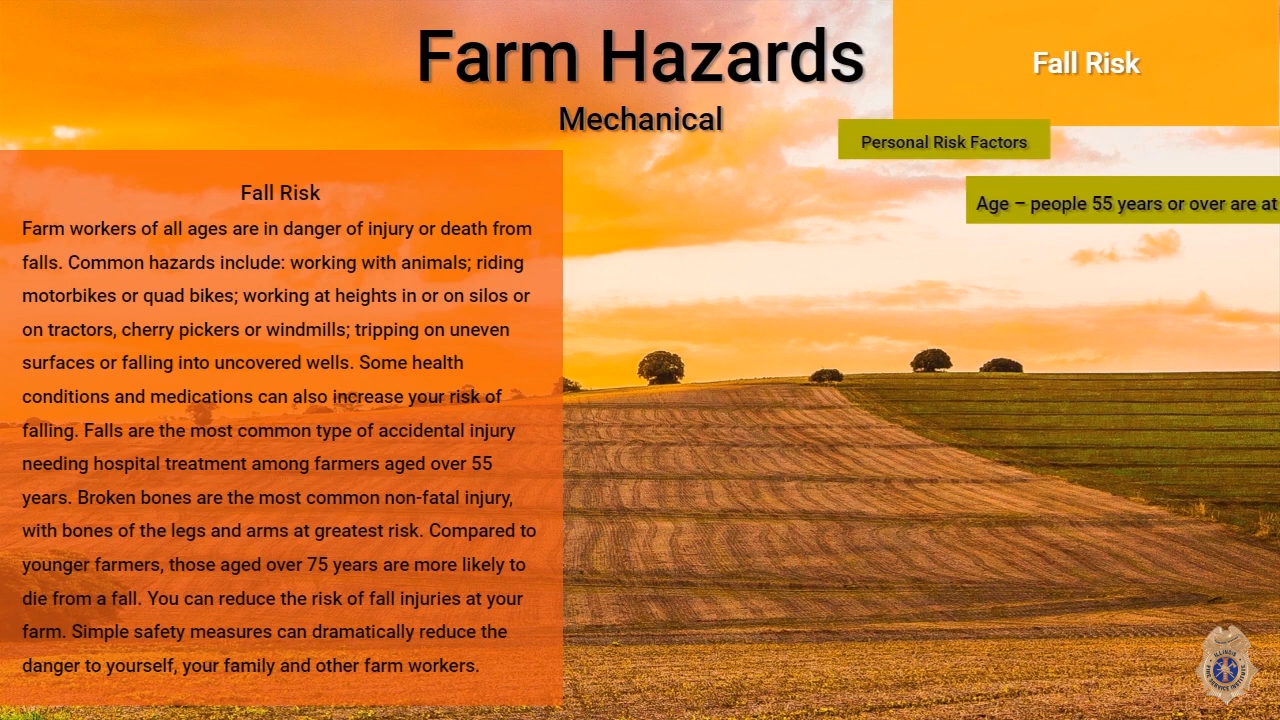 Farm Hazards
Mechanical
Fall Risk
Personal Risk Factors
Age – people 55 years or over are at
Fall Risk
Farm workers of all ages are in danger of injury or death from
falls. Common hazards include: working with animals; riding
motorbikes or quad bikes; working at heights in or on silos or
on tractors, cherry pickers or windmills; tripping on uneven
surfaces or falling into uncovered wells. Some health
conditions and medications can also increase your risk of
falling. Falls are the most common type of accidental injury
needing hospital treatment among farmers aged over 55
years. Broken bones are the most common non-fatal injury,
with bones of the legs and arms at greatest risk. Compared to
younger farmers, those aged over 75 years are more likely to
die from a fall. You can reduce the risk of fall injuries at your
farm. Simple safety measures can dramatically reduce the
danger to yourself, your family and other farm workers.
ILLINOIS
FIRE SERVICE INSTITUTE